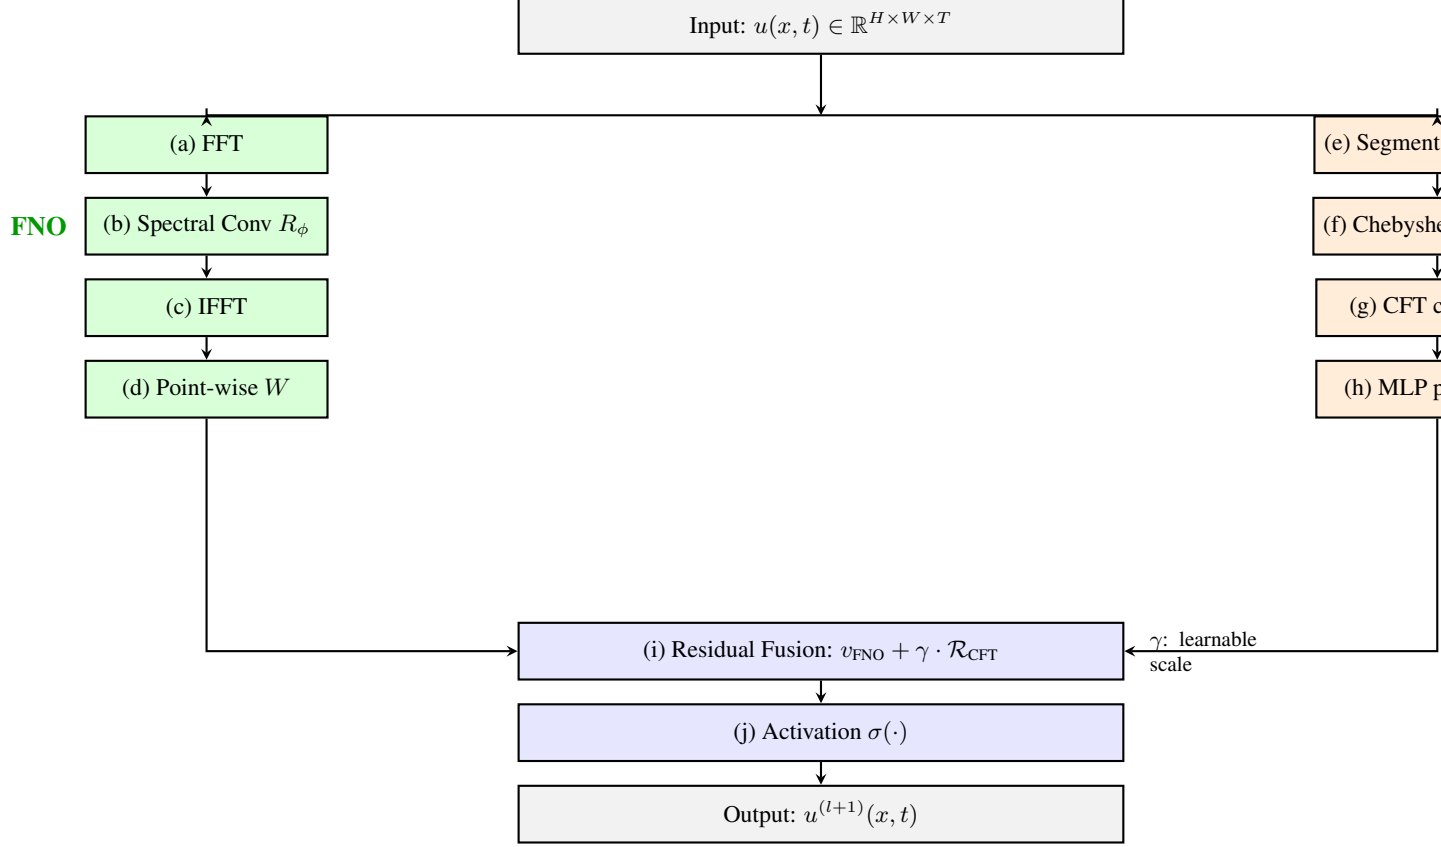 Input: u(x, t) ∈ ℝ^{H×W×T}
(a) FFT
(b) Spectral Conv R_ϕ
FNO
(c) IFFT
(d) Point-wise W
(e) Segment
(f)
(g) CFT
(h) MLP
(i) Residual Fusion: v_FNO + γ · ℛ_CFT
γ: learnable
scale
(j) Activation σ(·)
Output: u^{(l+1)}(x, t)